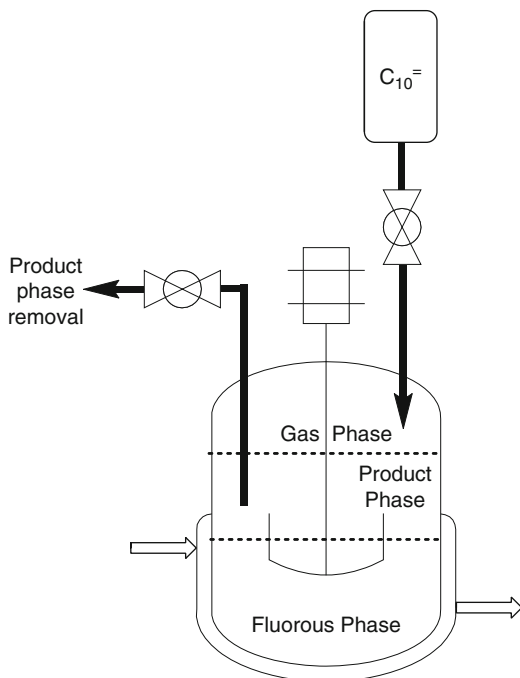 C₁₀⁼
Product
phase
removal
Gas Phase
Product
Phase
Fluorous Phase